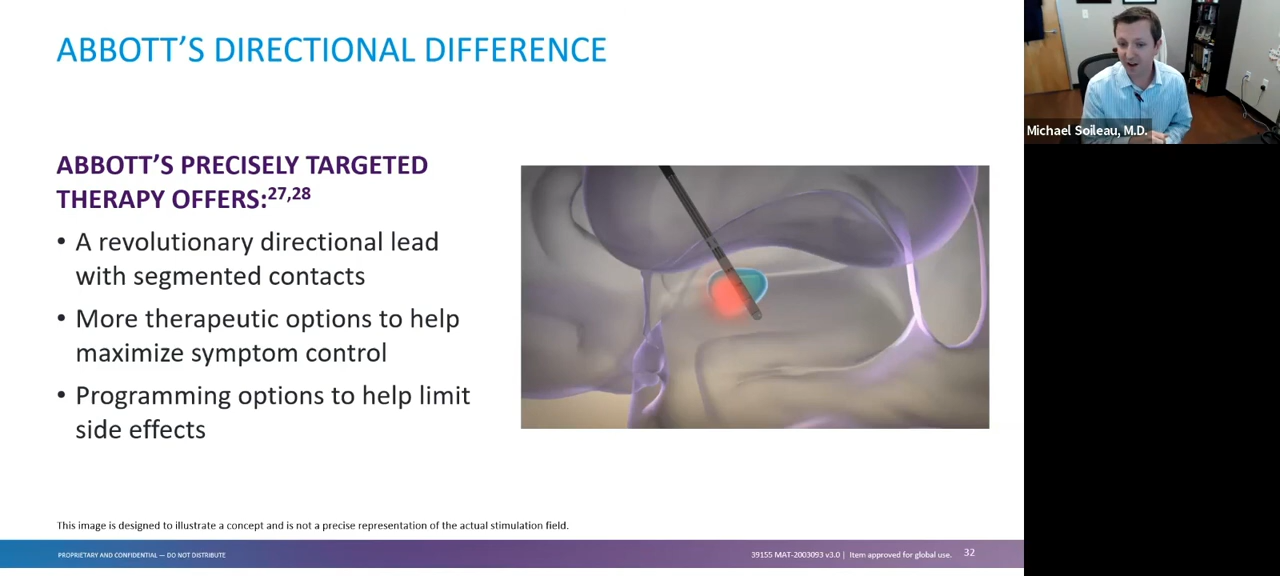 ABBOTT’S DIRECTIONAL DIFFERENCE
ABBOTT’S PRECISELY TARGETED
THERAPY OFFERS:27,28
• A revolutionary directional lead
with segmented contacts
• More therapeutic options to help
maximize symptom control
• Programming options to help limit
side effects
This image is designed to illustrate a concept and is not a precise representation of the actual stimulation field.
PROPRIETARY AND CONFIDENTIAL — DO NOT DISTRIBUTE
39155 MAT-2003093 v3.0 | Item approved for global use.
32
Michael Soileau, M.D.